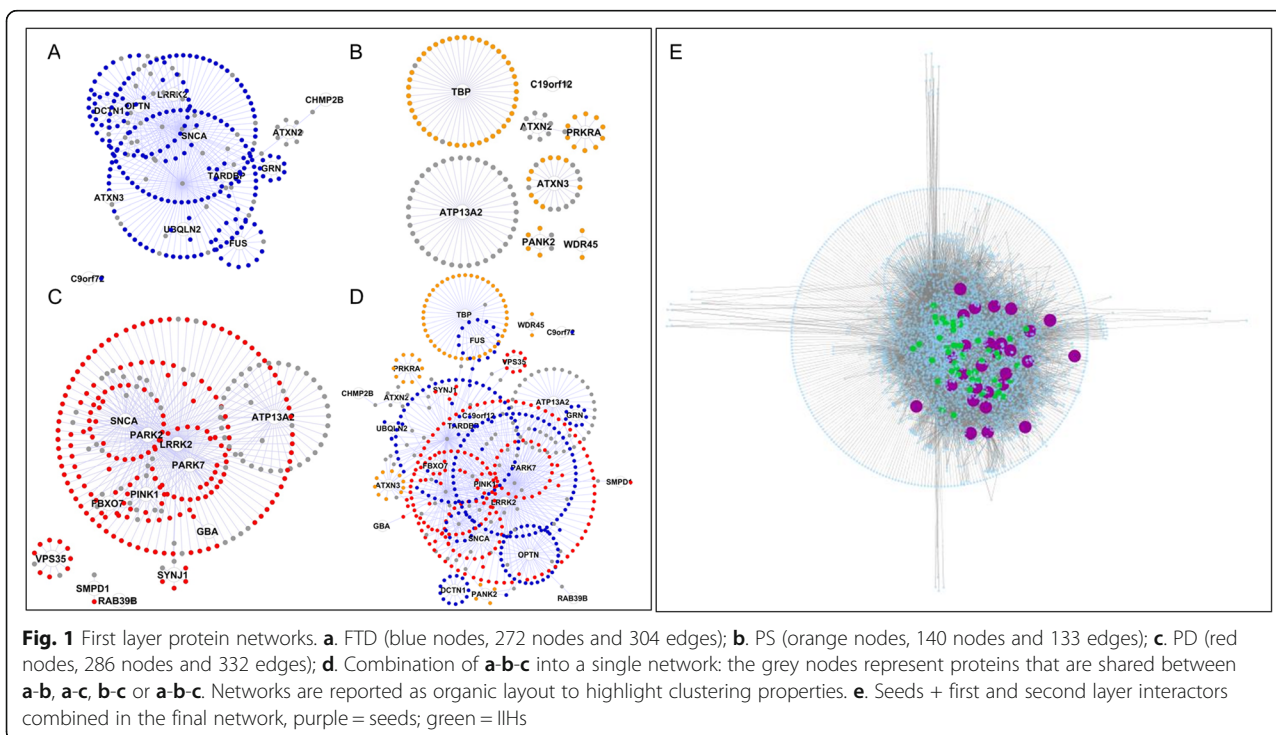 A
LRRK2
CHMP2B
DCTN1
OPTN
SNCA
ATXN2
GRN
TARDBP
ATXN3
UBQLN2
FUS
C9orf72
B
TBP
C19orf12
ATXN2
PRKRA
ATXN3
ATP13A2
PANK2
WDR45
C
SNCA
PARK2
ATP13A2
LRRK2
PARK7
PINK1
FBXO7
GBA
VPS35
SYNJ1
SMPD1
RAB39B
D
TBP
WDR45
C9orf72
FUS
PRKRA
VPS35
CHMP2B
ATXN2
SYNJ1
ATP13A2
C19orf12
GRN
UBQLN2
TARDBP
FBXO7
PARK7
ATXN3
PINK1
SMPD1
LRRK2
GBA
SNCA
OPTN
DCTN1
PANK2
RAB39B
E
Fig. 1 First layer protein networks. a. FTD (blue nodes, 272 nodes and 304 edges); b. PS (orange nodes, 140 nodes and 133 edges); c. PD (red
nodes, 286 nodes and 332 edges); d. Combination of a-b-c into a single network: the grey nodes represent proteins that are shared between
a-b, a-c, b-c or a-b-c. Networks are reported as organic layout to highlight clustering properties. e. Seeds + first and second layer interactors
combined in the final network, purple = seeds; green = IIHs